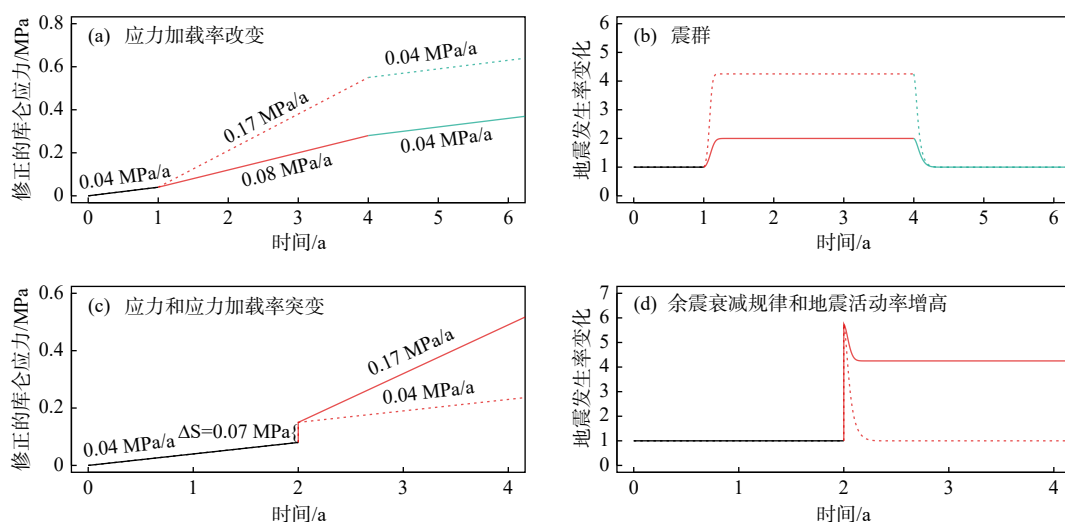 (a) 应力加载率改变
修正的库仑应力/MPa
0.8
0.6
0.4
0.2
0
0.04 MPa/a
0.17 MPa/a
0.08 MPa/a
0.04 MPa/a
0.04 MPa/a
0 1 2 3 4 5 6
时间/a
(b) 震群
地震发生率变化
6
5
4
3
2
1
0
0 1 2 3 4 5 6
时间/a
(c) 应力和应力加载率突变
修正的库仑应力/MPa
0.6
0.4
0.2
0
0.04 MPa/a
ΔS=0.07 MPa{
0.17 MPa/a
0.04 MPa/a
0 1 2 3 4
时间/a
(d) 余震衰减规律和地震活动率增高
地震发生率变化
7
6
5
4
3
2
1
0
0 1 2 3 4
时间/a